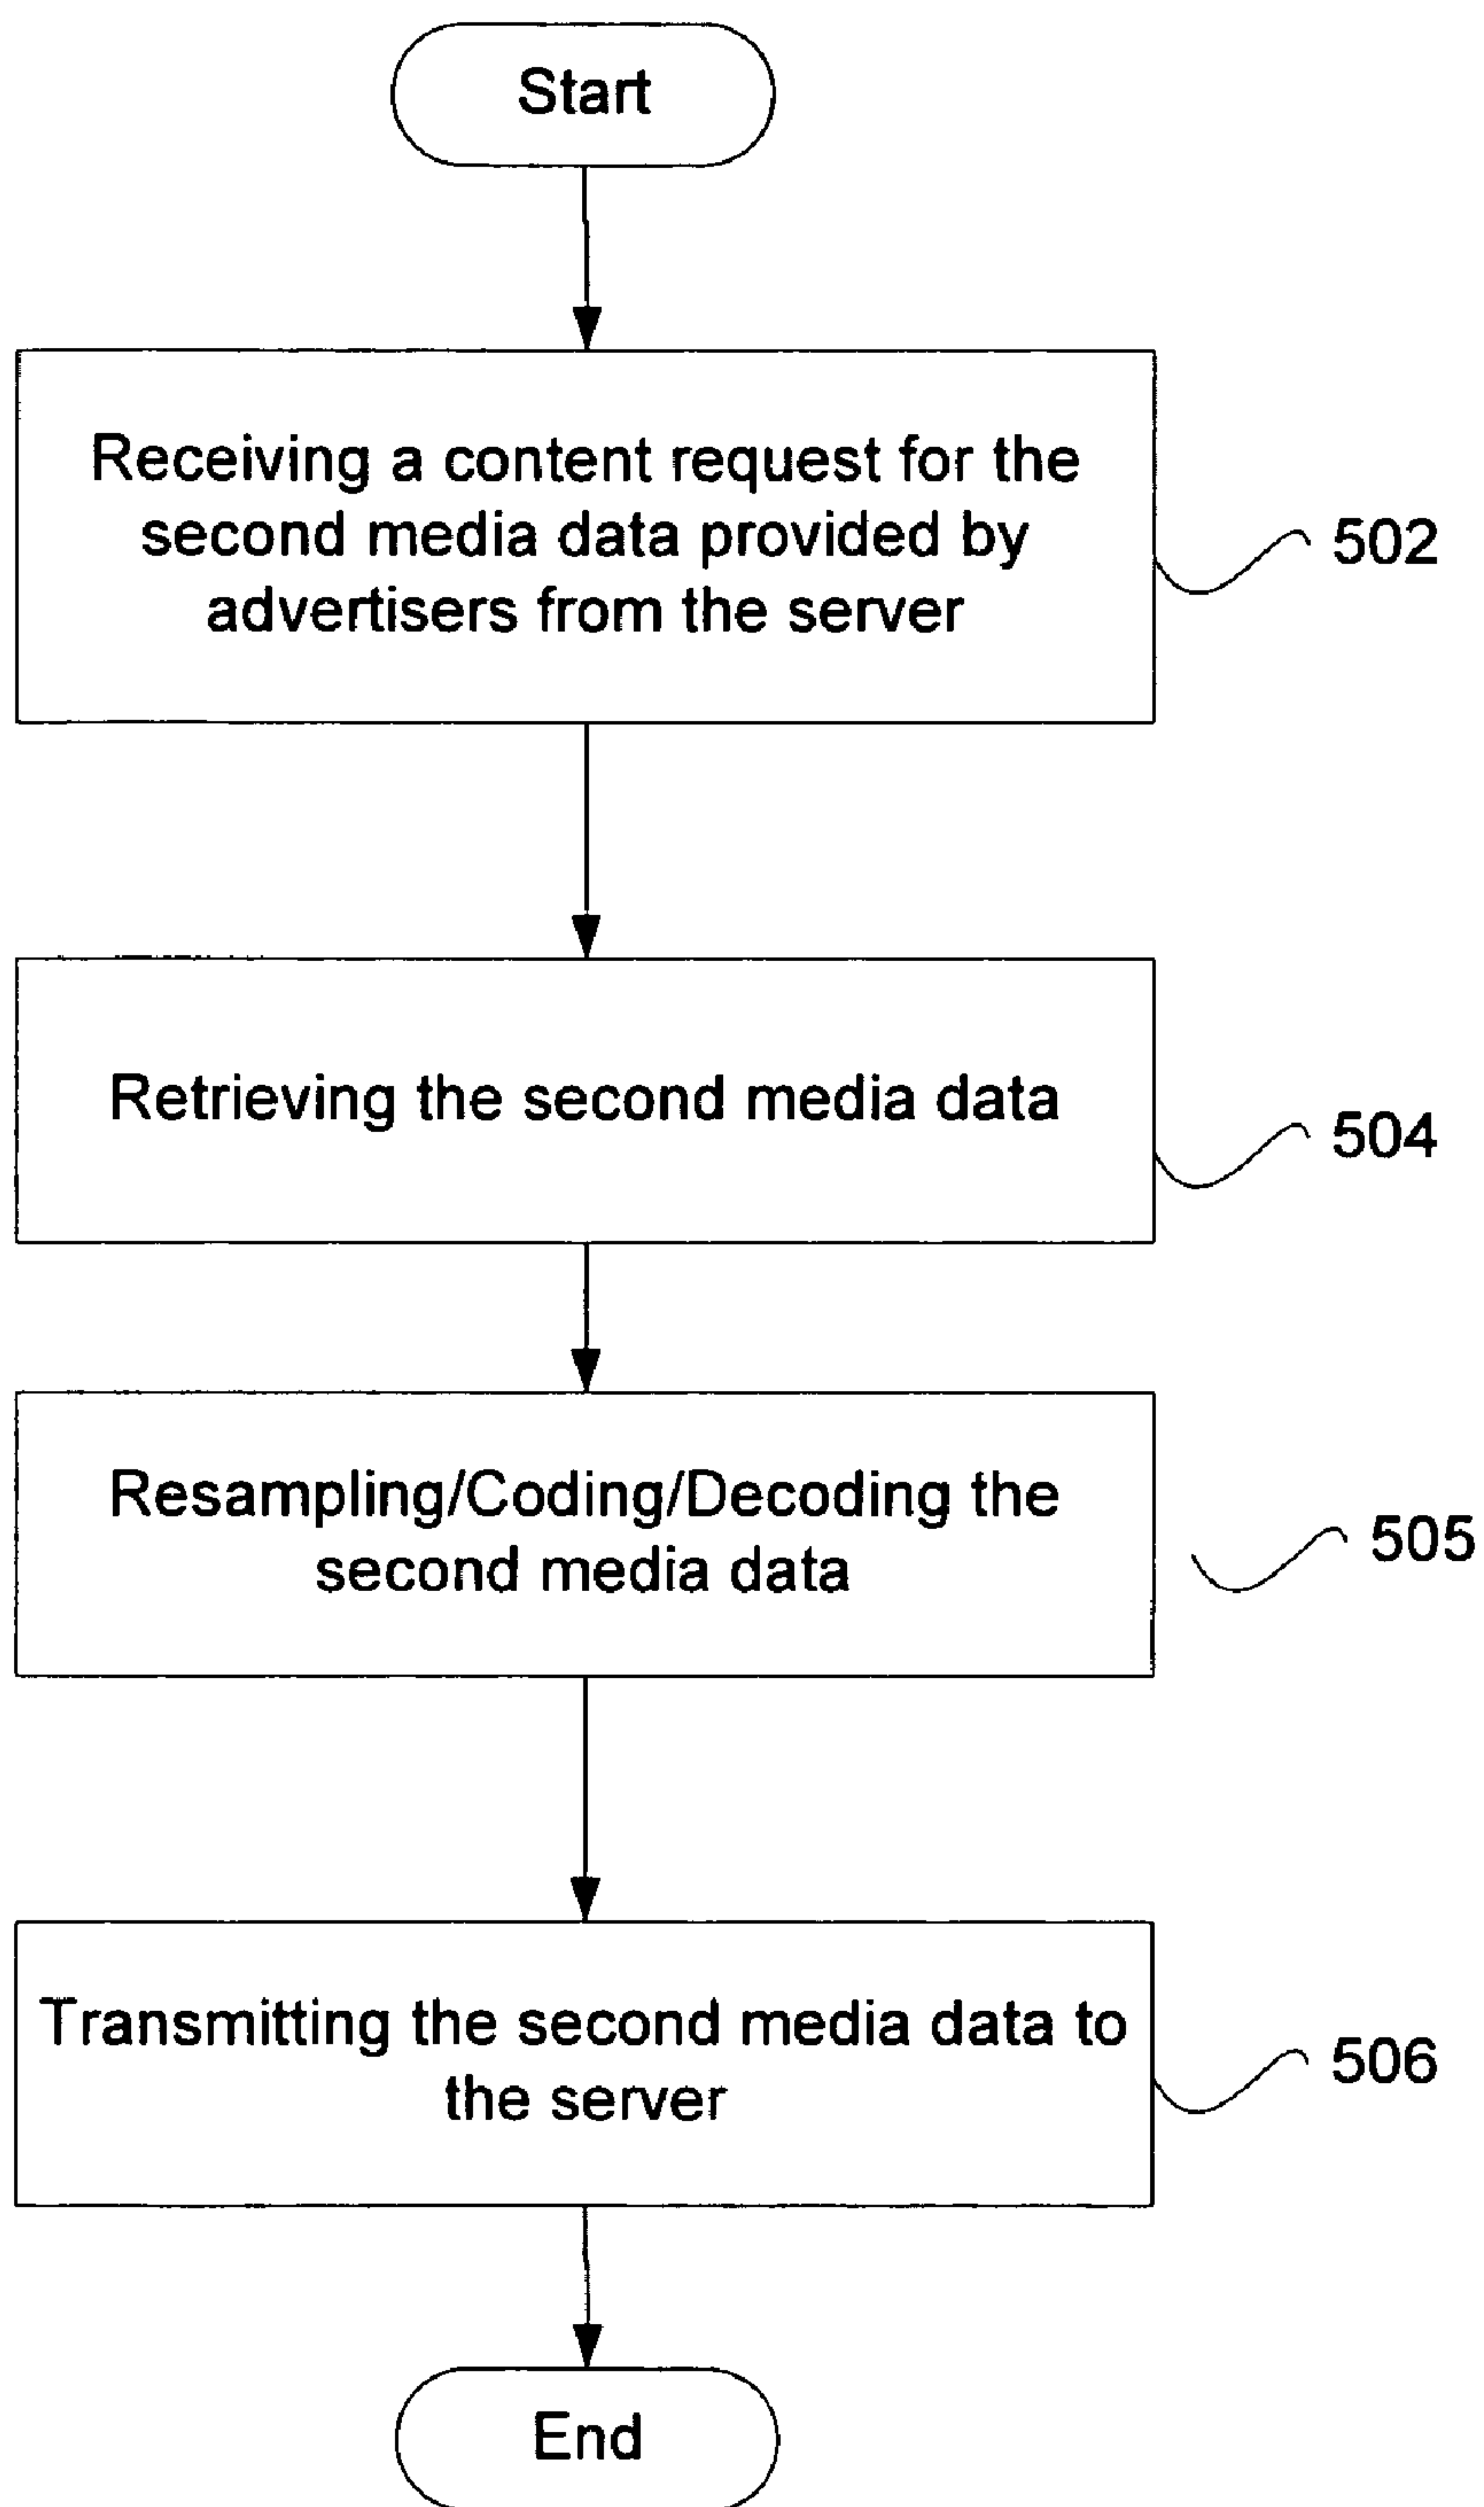 Start
Receiving a content request for the
second media data provided by
advertisers from the server
502
Retrieving the second media data
504
Resampling/Coding/Decoding the
second media data
505
Transmitting the second media data to
the server
506
End